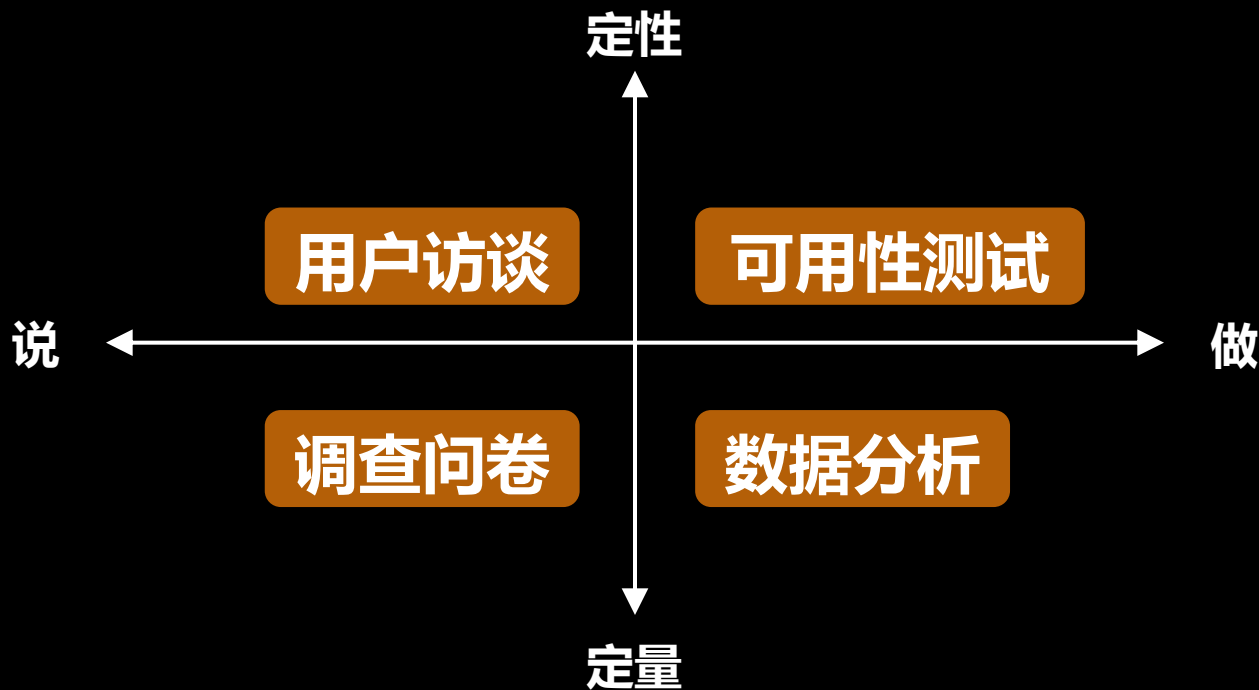 定性
用户访谈
可用性测试
说
做
调查问卷
数据分析
定量